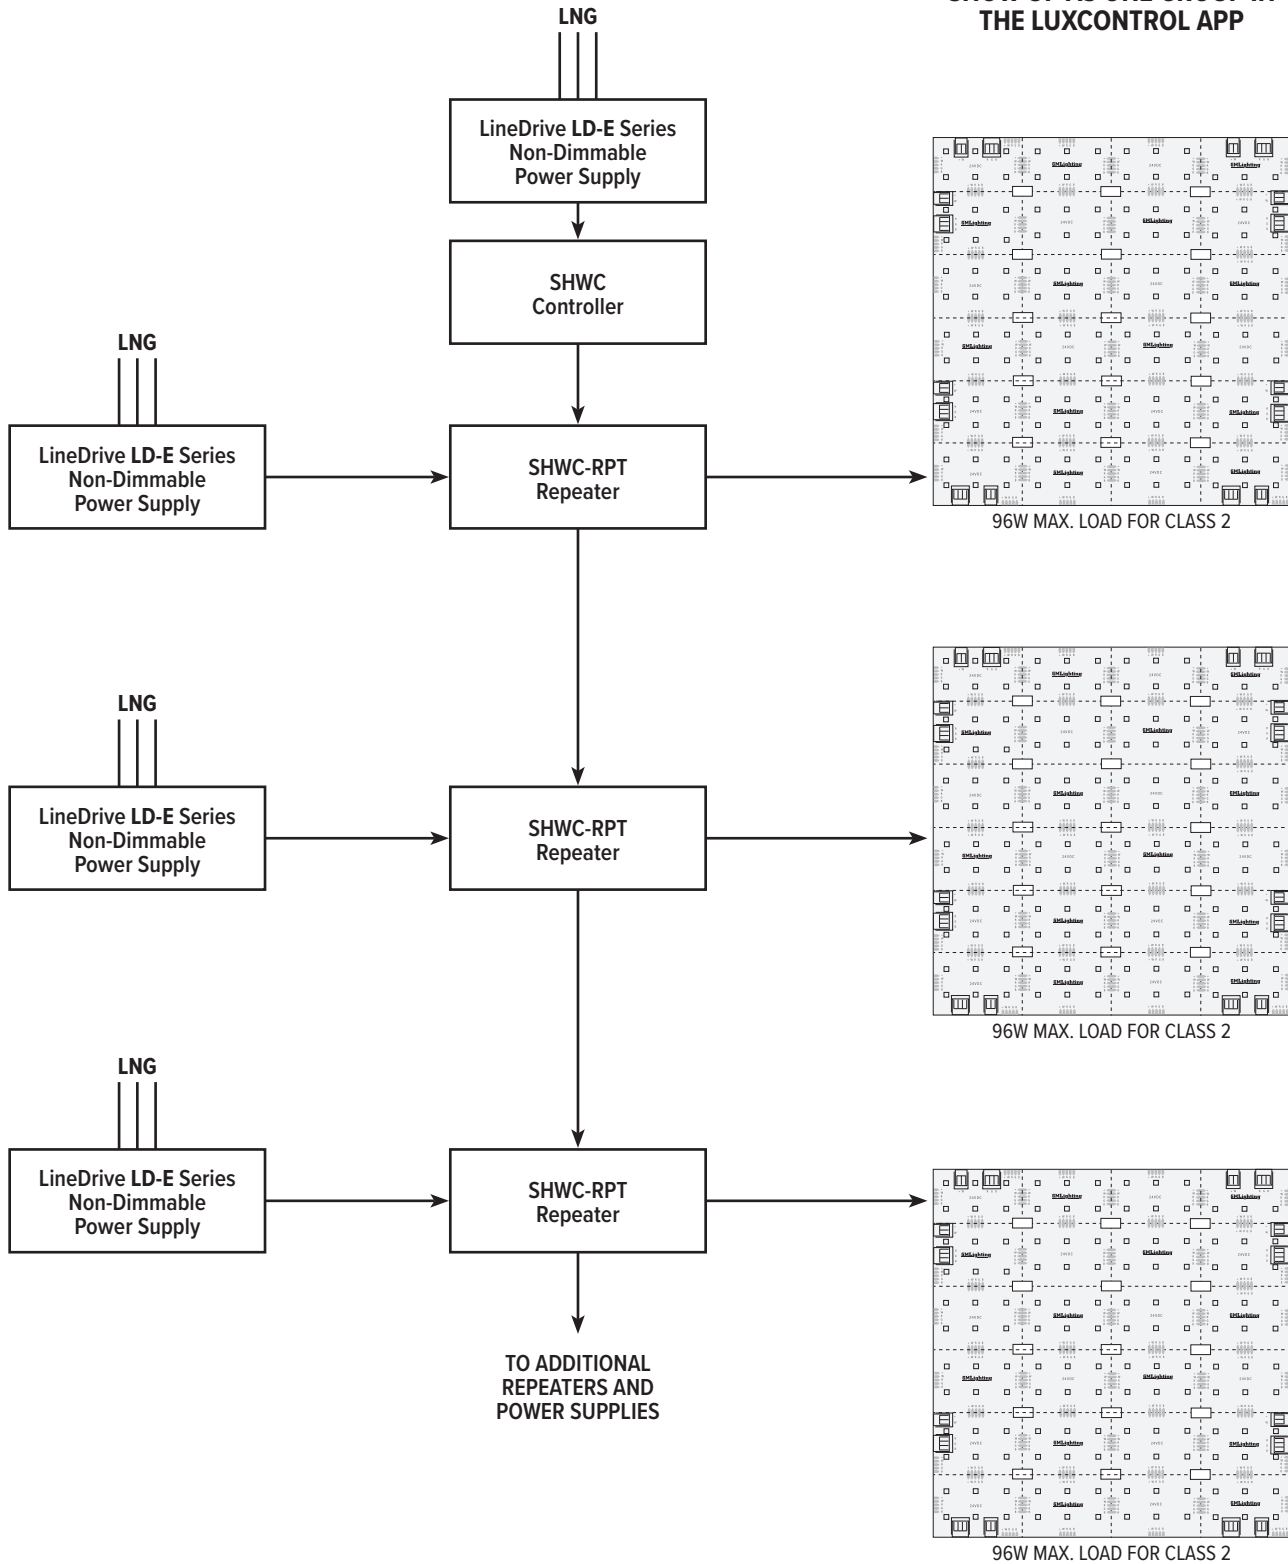 THE LUXCONTROL APP
LNG
LineDrive LD-E Series
Non-Dimmable
Power Supply
SHWC
Controller
LNG
LineDrive LD-E Series
Non-Dimmable
Power Supply
SHWC-RPT
Repeater
96W MAX. LOAD FOR CLASS 2
LNG
LineDrive LD-E Series
Non-Dimmable
Power Supply
SHWC-RPT
Repeater
96W MAX. LOAD FOR CLASS 2
LNG
LineDrive LD-E Series
Non-Dimmable
Power Supply
SHWC-RPT
Repeater
TO ADDITIONAL
REPEATERS AND
POWER SUPPLIES
96W MAX. LOAD FOR CLASS 2